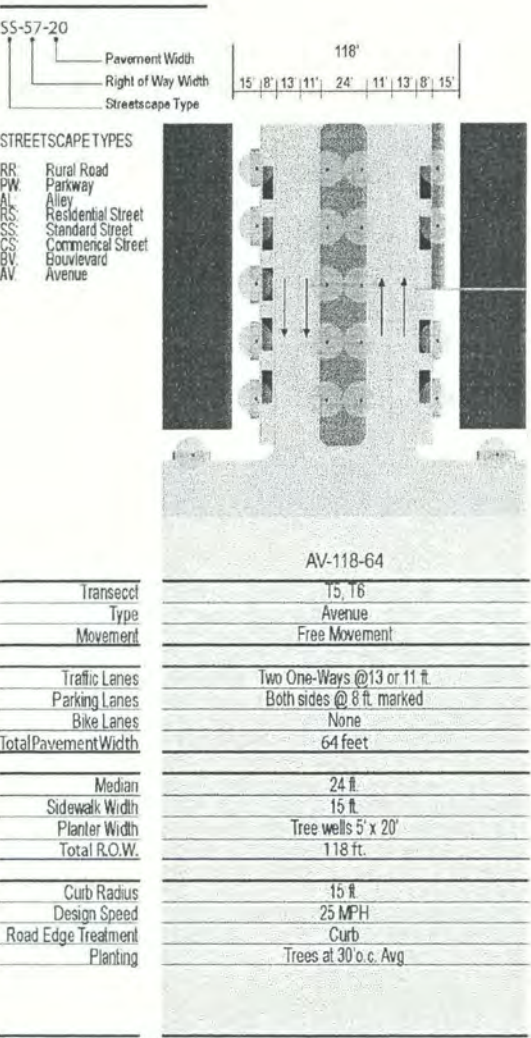 SS-57-20
Pavement Width
Right of Way Width
Streetscape Type
118'
15' 8' 13' 11' 24' 11' 13' 8' 15'
STREETSCAPE TYPES
RR: Rural Road
PW: Parkway
AL: Alley
RS: Residential Street
SS: Standard Street
CS: Commerical Street
BV: Bouvlevard
AV: Avenue
AV-118-64
Transecct T5, T6
Type Avenue
Movement Free Movement
Traffic Lanes Two One-Ways @13 or 11 ft.
Parking Lanes Both sides @ 8 ft. marked
Bike Lanes None
Total Pavement Width 64 feet
Median 24 ft.
Sidewalk Width 15 ft.
Planter Width Tree wells 5' x 20'
Total R.O.W. 118 ft.
Curb Radius 15 ft.
Design Speed 25 MPH
Road Edge Treatment Curb
Planting Trees at 30'o.c. Avg